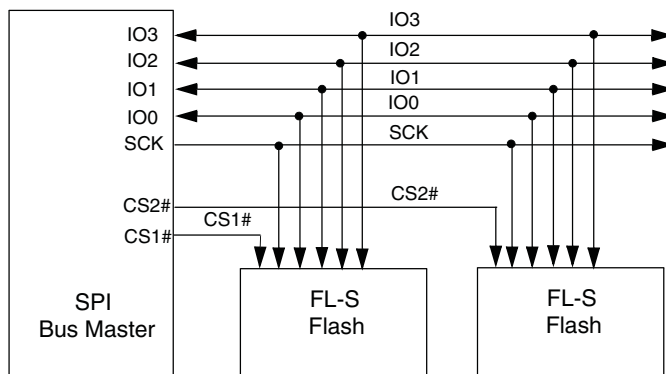 IO3
IO3
IO2
IO2
IO1
IO1
IO0
IO0
SCK
SCK
CS2#
CS2#
CS1#
CS1#
SPI
Bus Master
FL-S
Flash
FL-S
Flash